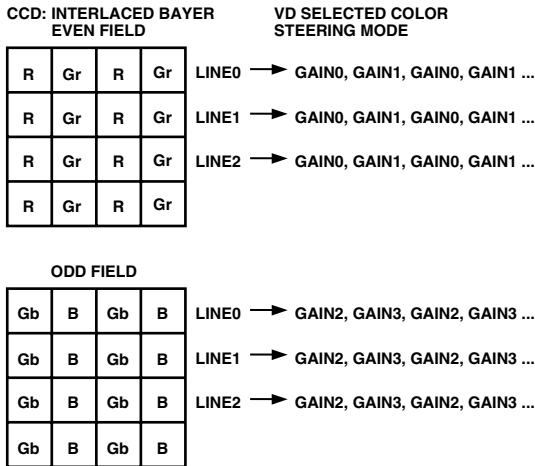 CCD: INTERLACED BAYER
EVEN FIELD
VD SELECTED COLOR
STEERING MODE
R Gr R Gr LINE0 GAIN0, GAIN1, GAIN0, GAIN1 ...
R Gr R Gr LINE1 GAIN0, GAIN1, GAIN0, GAIN1 ...
R Gr R Gr LINE2 GAIN0, GAIN1, GAIN0, GAIN1 ...
R Gr R Gr
ODD FIELD
Gb B Gb B LINE0 GAIN2, GAIN3, GAIN2, GAIN3 ...
Gb B Gb B LINE1 GAIN2, GAIN3, GAIN2, GAIN3 ...
Gb B Gb B LINE2 GAIN2, GAIN3, GAIN2, GAIN3 ...
Gb B Gb B